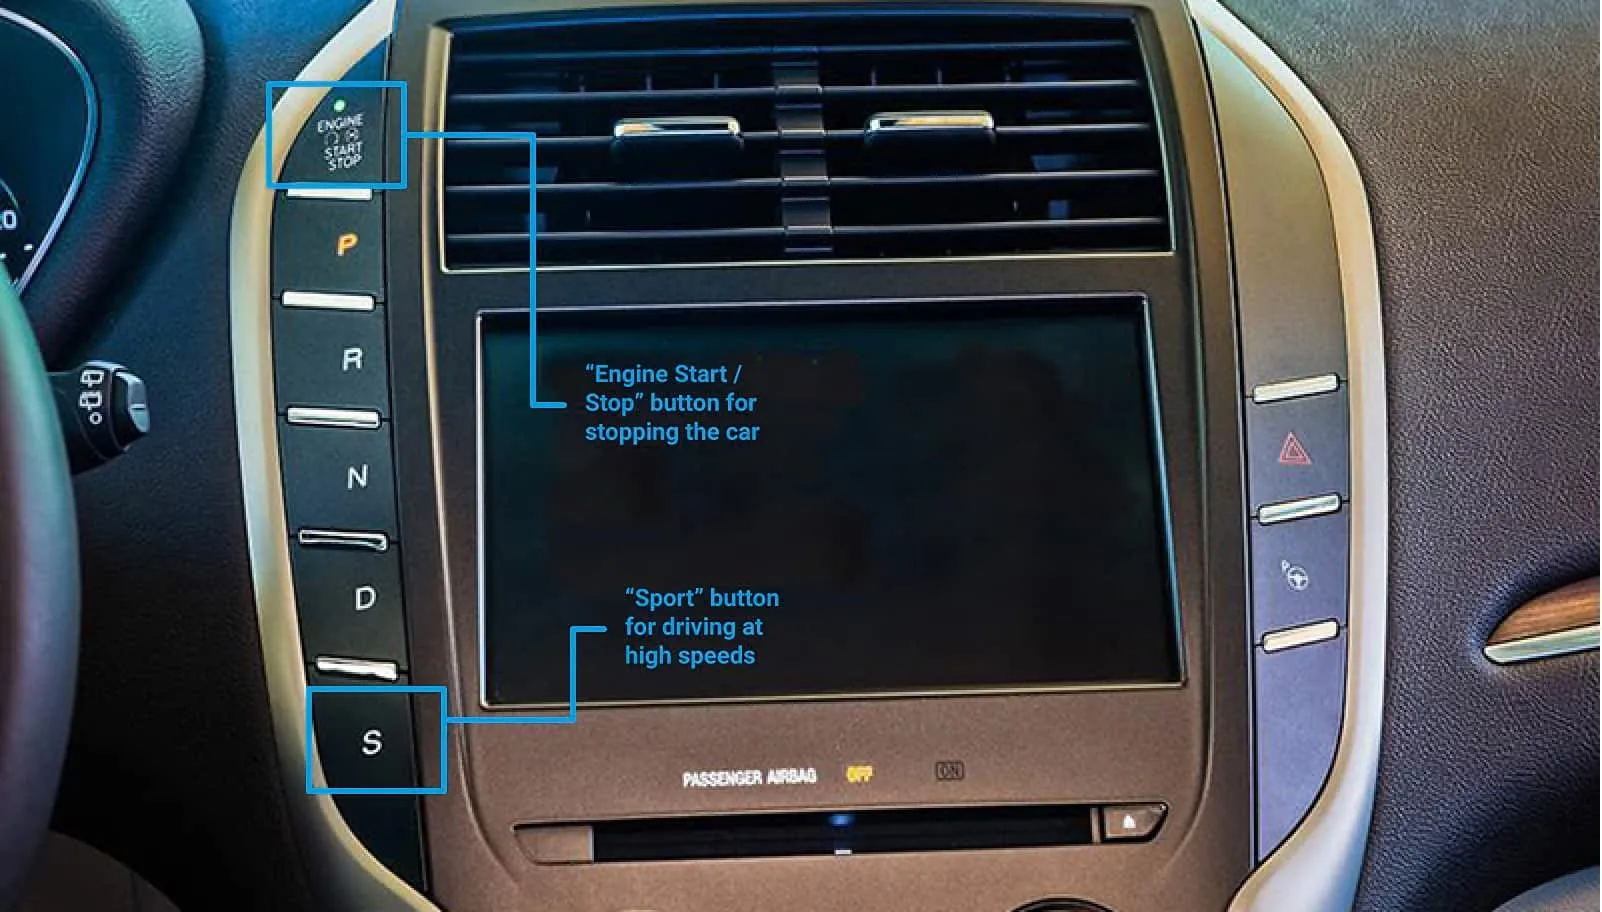 ENGINE
START
STOP
P
R
N
D
S
“Engine Start /
Stop” button for
stopping the car
“Sport” button
for driving at
high speeds
PASSENGER AIRBAG OFF ON